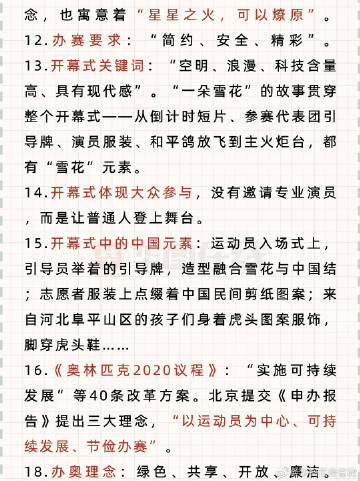 念，也寓意着“星星之火，可以燎原”。
12.办赛要求：“简约、安全、精彩”。
13.开幕式关键词：“空明、浪漫、科技含量
高、具有现代感”。“一朵雪花”的故事贯穿
整个开幕式——从倒计时短片、参赛代表团引
导牌、演员服装、和平鸽放飞到主火炬台，都
有“雪花”元素。
14.开幕式体现大众参与，没有邀请专业演员
，而是让普通人登上舞台。
15.开幕式中的中国元素：运动员入场式上，
引导员举着的引导牌，造型融合雪花与中国结
；志愿者服装上点缀着中国民间剪纸图案；来
自河北阜平山区的孩子们身着虎头图案服饰，
脚穿虎头鞋……
16.《奥林匹克2020议程》：“实施可持续
发展”等40条改革方案。北京提交《申办报
告》提出三大理念，“以运动员为中心、可持
续发展、节俭办赛”。
18.办奥理念：绿色、共享、开放、廉洁。